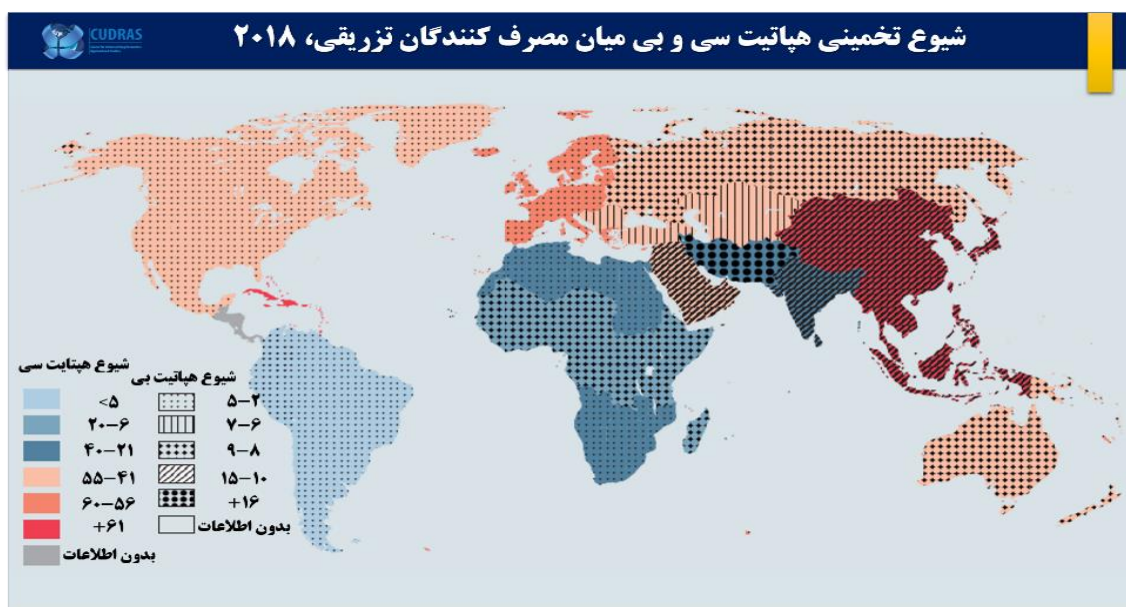 CUDRAS
شیوع تخمینی هپاتیت سی و بی میان مصرف کنندگان تزریقی، ۲۰۱۸
شیوع هپتایت سی
شیوع هپاتیت بی
<۵
۵-۲
۲۰-۶
۷-۶
۴۰-۲۱
۹-۸
۵۵-۴۱
۱۵-۱۰
۶۰-۵۶
+۱۶
+۶۱
بدون اطلاعات
بدون اطلاعات